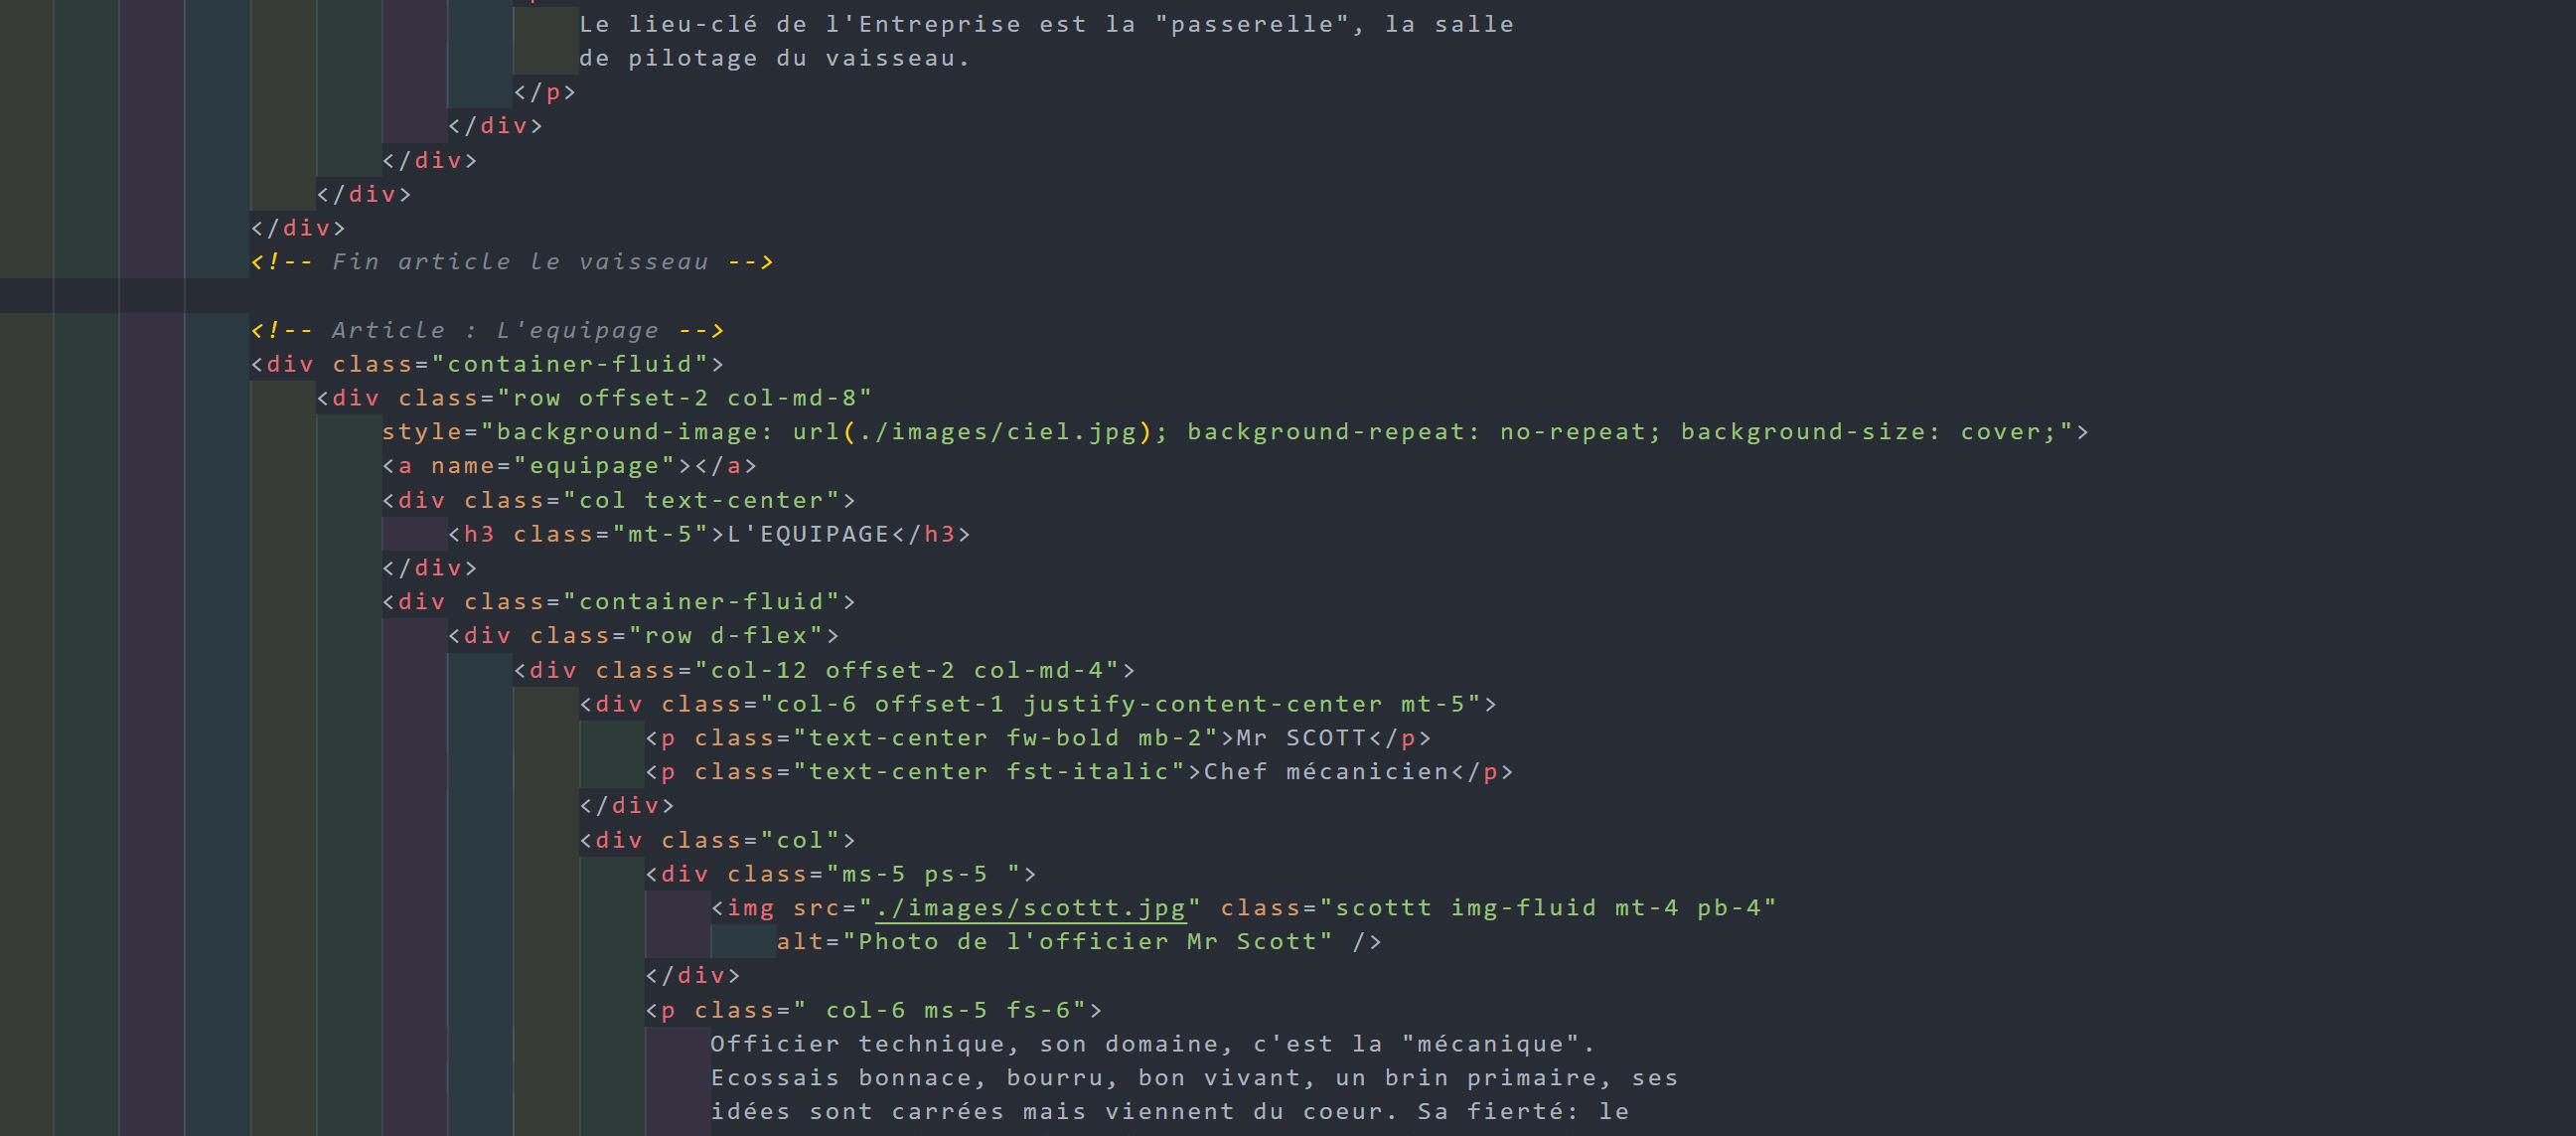 Le lieu-clé de l'Entreprise est la "passerelle", la salle
de pilotage du vaisseau.
</p>
</div>
</div>
</div>
</div>
<!-- Fin article le vaisseau -->
<!-- Article : L'equipage -->
<div class="container-fluid">
<div class="row offset-2 col-md-8"
style="background-image: url(./images/ciel.jpg); background-repeat: no-repeat; background-size: cover;">
<a name="equipage"></a>
<div class="col text-center">
<h3 class="mt-5">L'EQUIPAGE</h3>
</div>
<div class="container-fluid">
<div class="row d-flex">
<div class="col-12 offset-2 col-md-4">
<div class="col-6 offset-1 justify-content-center mt-5">
<p class="text-center fw-bold mb-2">Mr SCOTT</p>
<p class="text-center fst-italic">Chef mécanicien</p>
</div>
<div class="col">
<div class="ms-5 ps-5 ">
<img src="./images/scottt.jpg" class="scottt img-fluid mt-4 pb-4"
alt="Photo de l'officier Mr Scott" />
</div>
<p class=" col-6 ms-5 fs-6">
Officier technique, son domaine, c'est la "mécanique".
Ecossais bonnace, bourru, bon vivant, un brin primaire, ses
idées sont carrées mais viennent du coeur. Sa fierté: le